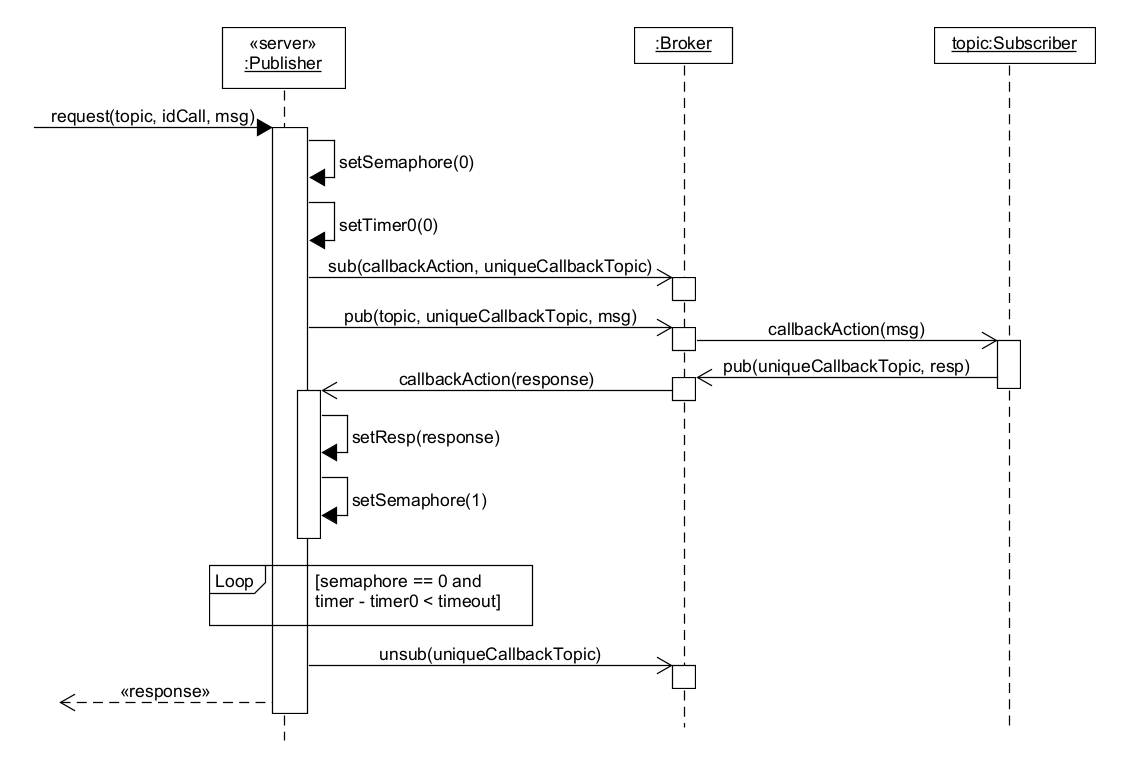 «server»
:Publisher
:Broker
topic:Subscriber
request(topic, idCall, msg)
setSemaphore(0)
setTimer0(0)
sub(callbackAction, uniqueCallbackTopic)
pub(topic, uniqueCallbackTopic, msg)
callbackAction(msg)
pub(uniqueCallbackTopic, resp)
callbackAction(response)
setResp(response)
setSemaphore(1)
Loop
[semaphore == 0 and
timer - timer0 < timeout]
unsub(uniqueCallbackTopic)
«response»